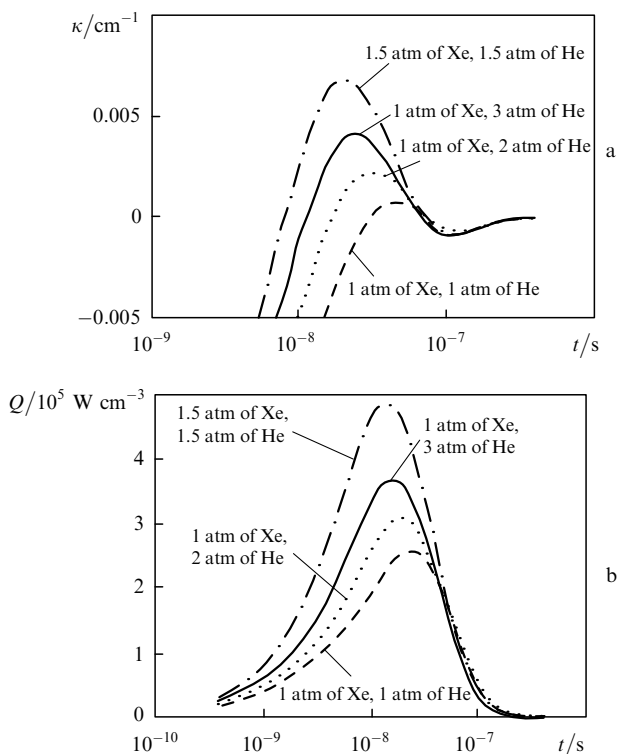 κ/cm⁻¹
1.5 atm of Xe, 1.5 atm of He
0.005
1 atm of Xe, 3 atm of He
1 atm of Xe, 2 atm of He
a
0
1 atm of Xe, 1 atm of He
−0.005
10⁻⁹
10⁻⁸
10⁻⁷
t/s
Q/10⁵ W cm⁻³
1.5 atm of Xe,
1.5 atm of He
1 atm of Xe,
3 atm of He
4
3
1 atm of Xe,
2 atm of He
2
b
1
1 atm of Xe, 1 atm of He
0
10⁻¹⁰
10⁻⁹
10⁻⁸
10⁻⁷
t/s